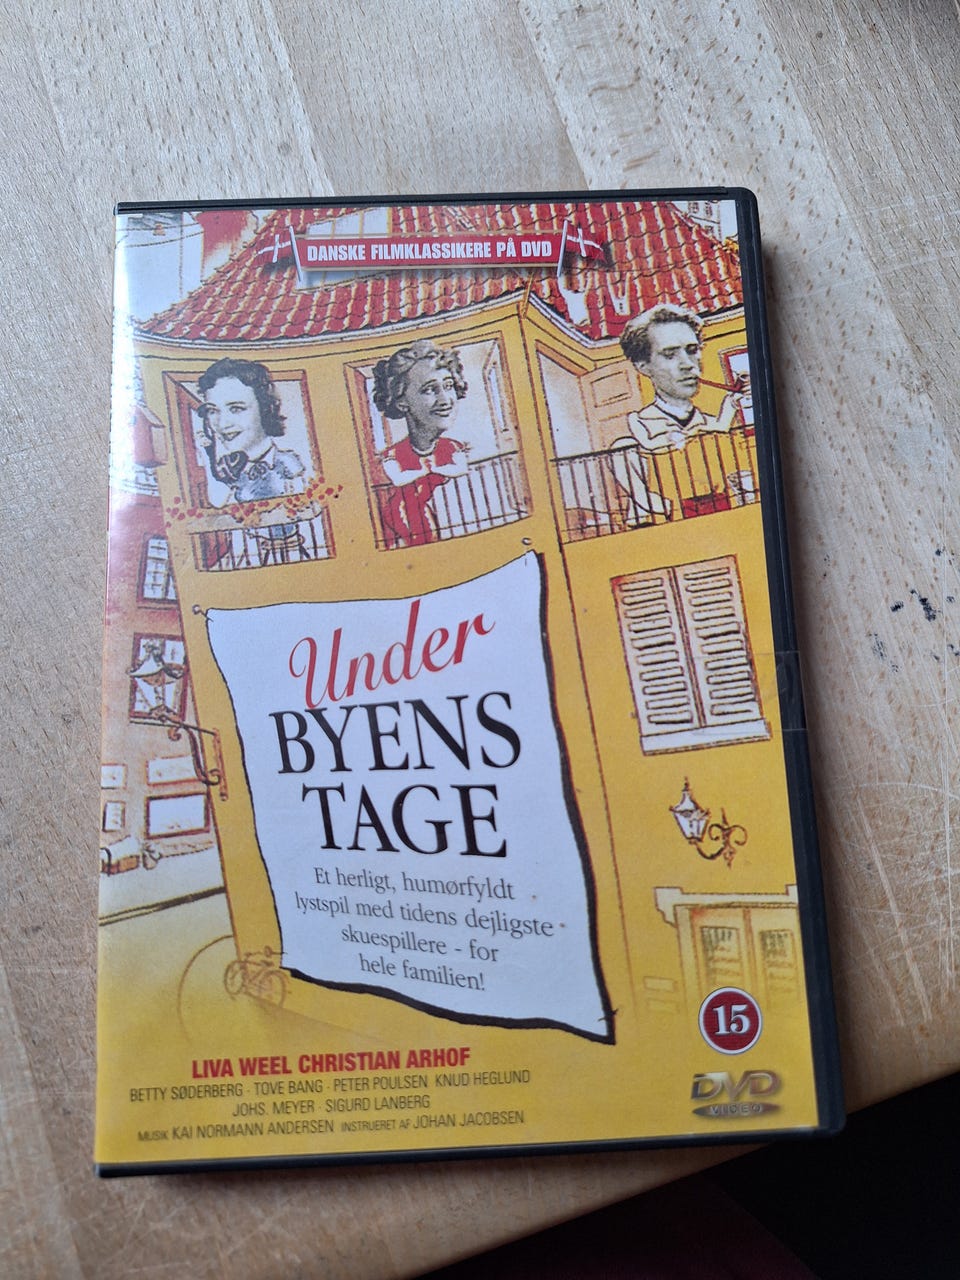 DANSKE FILMKLASSIKERE PÅ DVD
Under
BYENS
TAGE
Et herligt, humørfyldt
lystspil med tidens dejligste
skuespillere - for
hele familien!
15
LIVA WEEL CHRISTIAN ARHOF
BETTY SØDERBERG · TOVE BANG · PETER POULSEN KNUD HEGLUND
JOHS. MEYER · SIGURD LANBERG
MUSIK KAI NORMANN ANDERSEN INSTRUERET AF JOHAN JACOBSEN
DVD
VIDEO